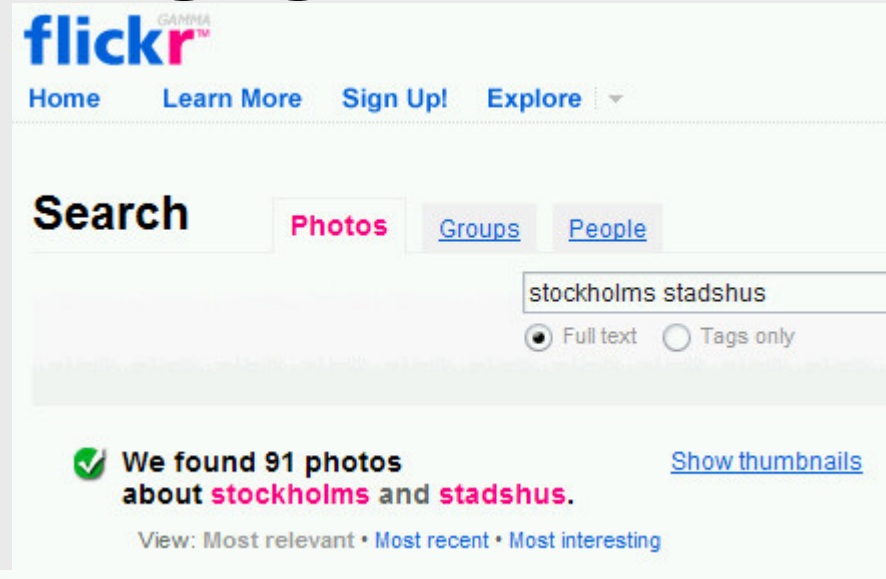 GAMMA
flickr™
Home Learn More Sign Up! Explore
Search Photos Groups People
stockholms stadshus
Full text Tags only
We found 91 photos Show thumbnails
about stockholms and stadshus.
View: Most relevant • Most recent • Most interesting